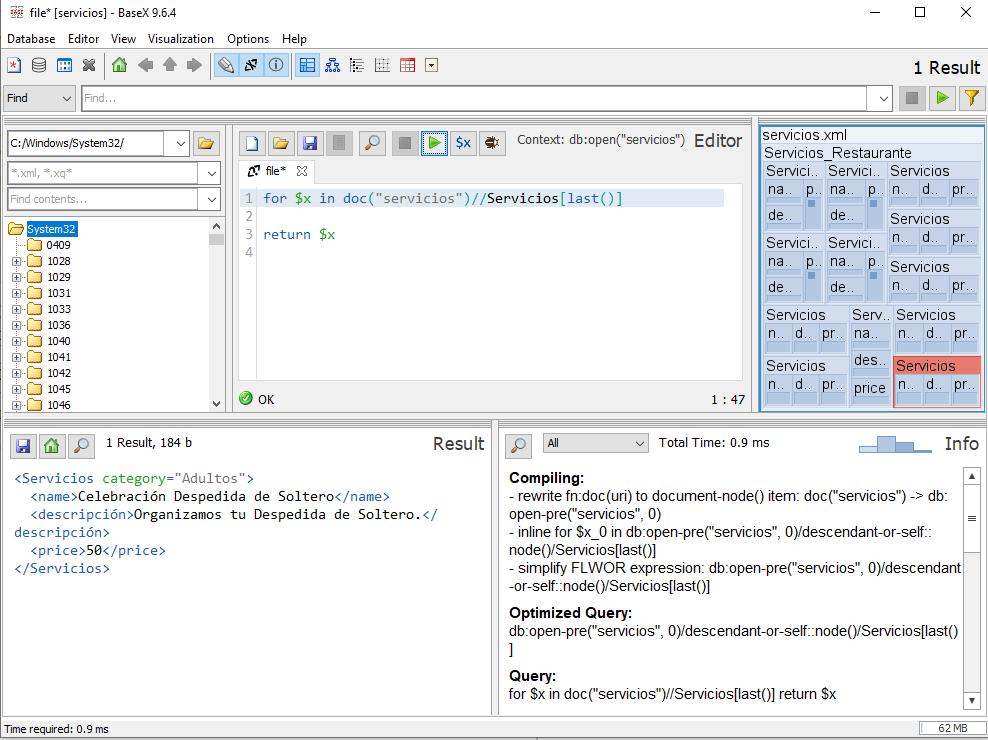 file* [servicios] - BaseX 9.6.4
Database Editor View Visualization Options Help
1 Result
Find Find...
C:/Windows/System32/
*.xml, *.xq*
Find contents...
System32
0409
1028
1029
1031
1033
1036
1040
1041
1042
1045
1046
$x Context: db:open("servicios") Editor
file*
1 for $x in doc("servicios")//Servicios[last()]
2
3 return $x
4
OK 1 : 47
servicios.xml
Servicios_Restaurante
Servici.. Servici.. Servicios
na.. p.. na.. p.. n.. d.. pr..
de.. de.. Servicios
n.. d.. pr..
Servici.. Servici.. Servicios
na.. p.. na.. p.. n.. d.. pr..
de.. de..
Servicios Serv.. Servicios
n.. d.. pr.. na.. n.. d.. pr..
Servicios des.. Servicios
n.. d.. pr.. price n.. d.. pr..
1 Result, 184 b Result
<Servicios category="Adultos">
<name>Celebración Despedida de Soltero</name>
<descripción>Organizamos tu Despedida de Soltero.</
descripción>
<price>50</price>
</Servicios>
All Total Time: 0.9 ms Info
Compiling:
- rewrite fn:doc(uri) to document-node() item: doc("servicios") -> db:
open-pre("servicios", 0)
- inline for $x_0 in db:open-pre("servicios", 0)/descendant-or-self::
node()/Servicios[last()]
- simplify FLWOR expression: db:open-pre("servicios", 0)/descendant
-or-self::node()/Servicios[last()]
Optimized Query:
db:open-pre("servicios", 0)/descendant-or-self::node()/Servicios[last()
]
Query:
for $x in doc("servicios")//Servicios[last()] return $x
Time required: 0.9 ms 62 MB